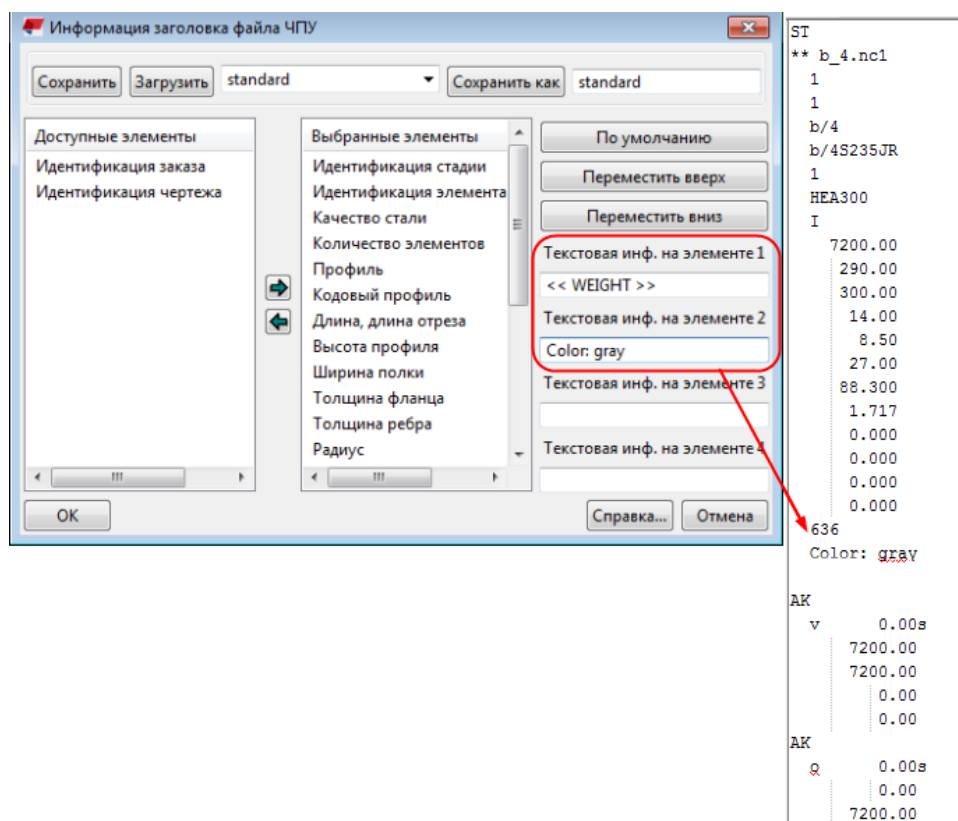 Информация заголовка файла ЧПУ
Сохранить Загрузить standard Сохранить как standard
Доступные элементы
Идентификация заказа
Идентификация чертежа
Выбранные элементы
Идентификация стадии
Идентификация элемента
Качество стали
Количество элементов
Профиль
Кодовый профиль
Длина, длина отреза
Высота профиля
Ширина полки
Толщина фланца
Толщина ребра
Радиус
По умолчанию
Переместить вверх
Переместить вниз
Текстовая инф. на элементе 1
<< WEIGHT >>
Текстовая инф. на элементе 2
Color: gray
Текстовая инф. на элементе 3
Текстовая инф. на элементе 4
OK Справка... Отмена
ST
** b_4.nc1
1
1
b/4
b/4S235JR
1
HEA300
I
7200.00
290.00
300.00
14.00
8.50
27.00
88.300
1.717
0.000
0.000
0.000
0.000
636
Color: gray
AK
v 0.00s
7200.00
7200.00
0.00
0.00
AK
o 0.00s
0.00
7200.00